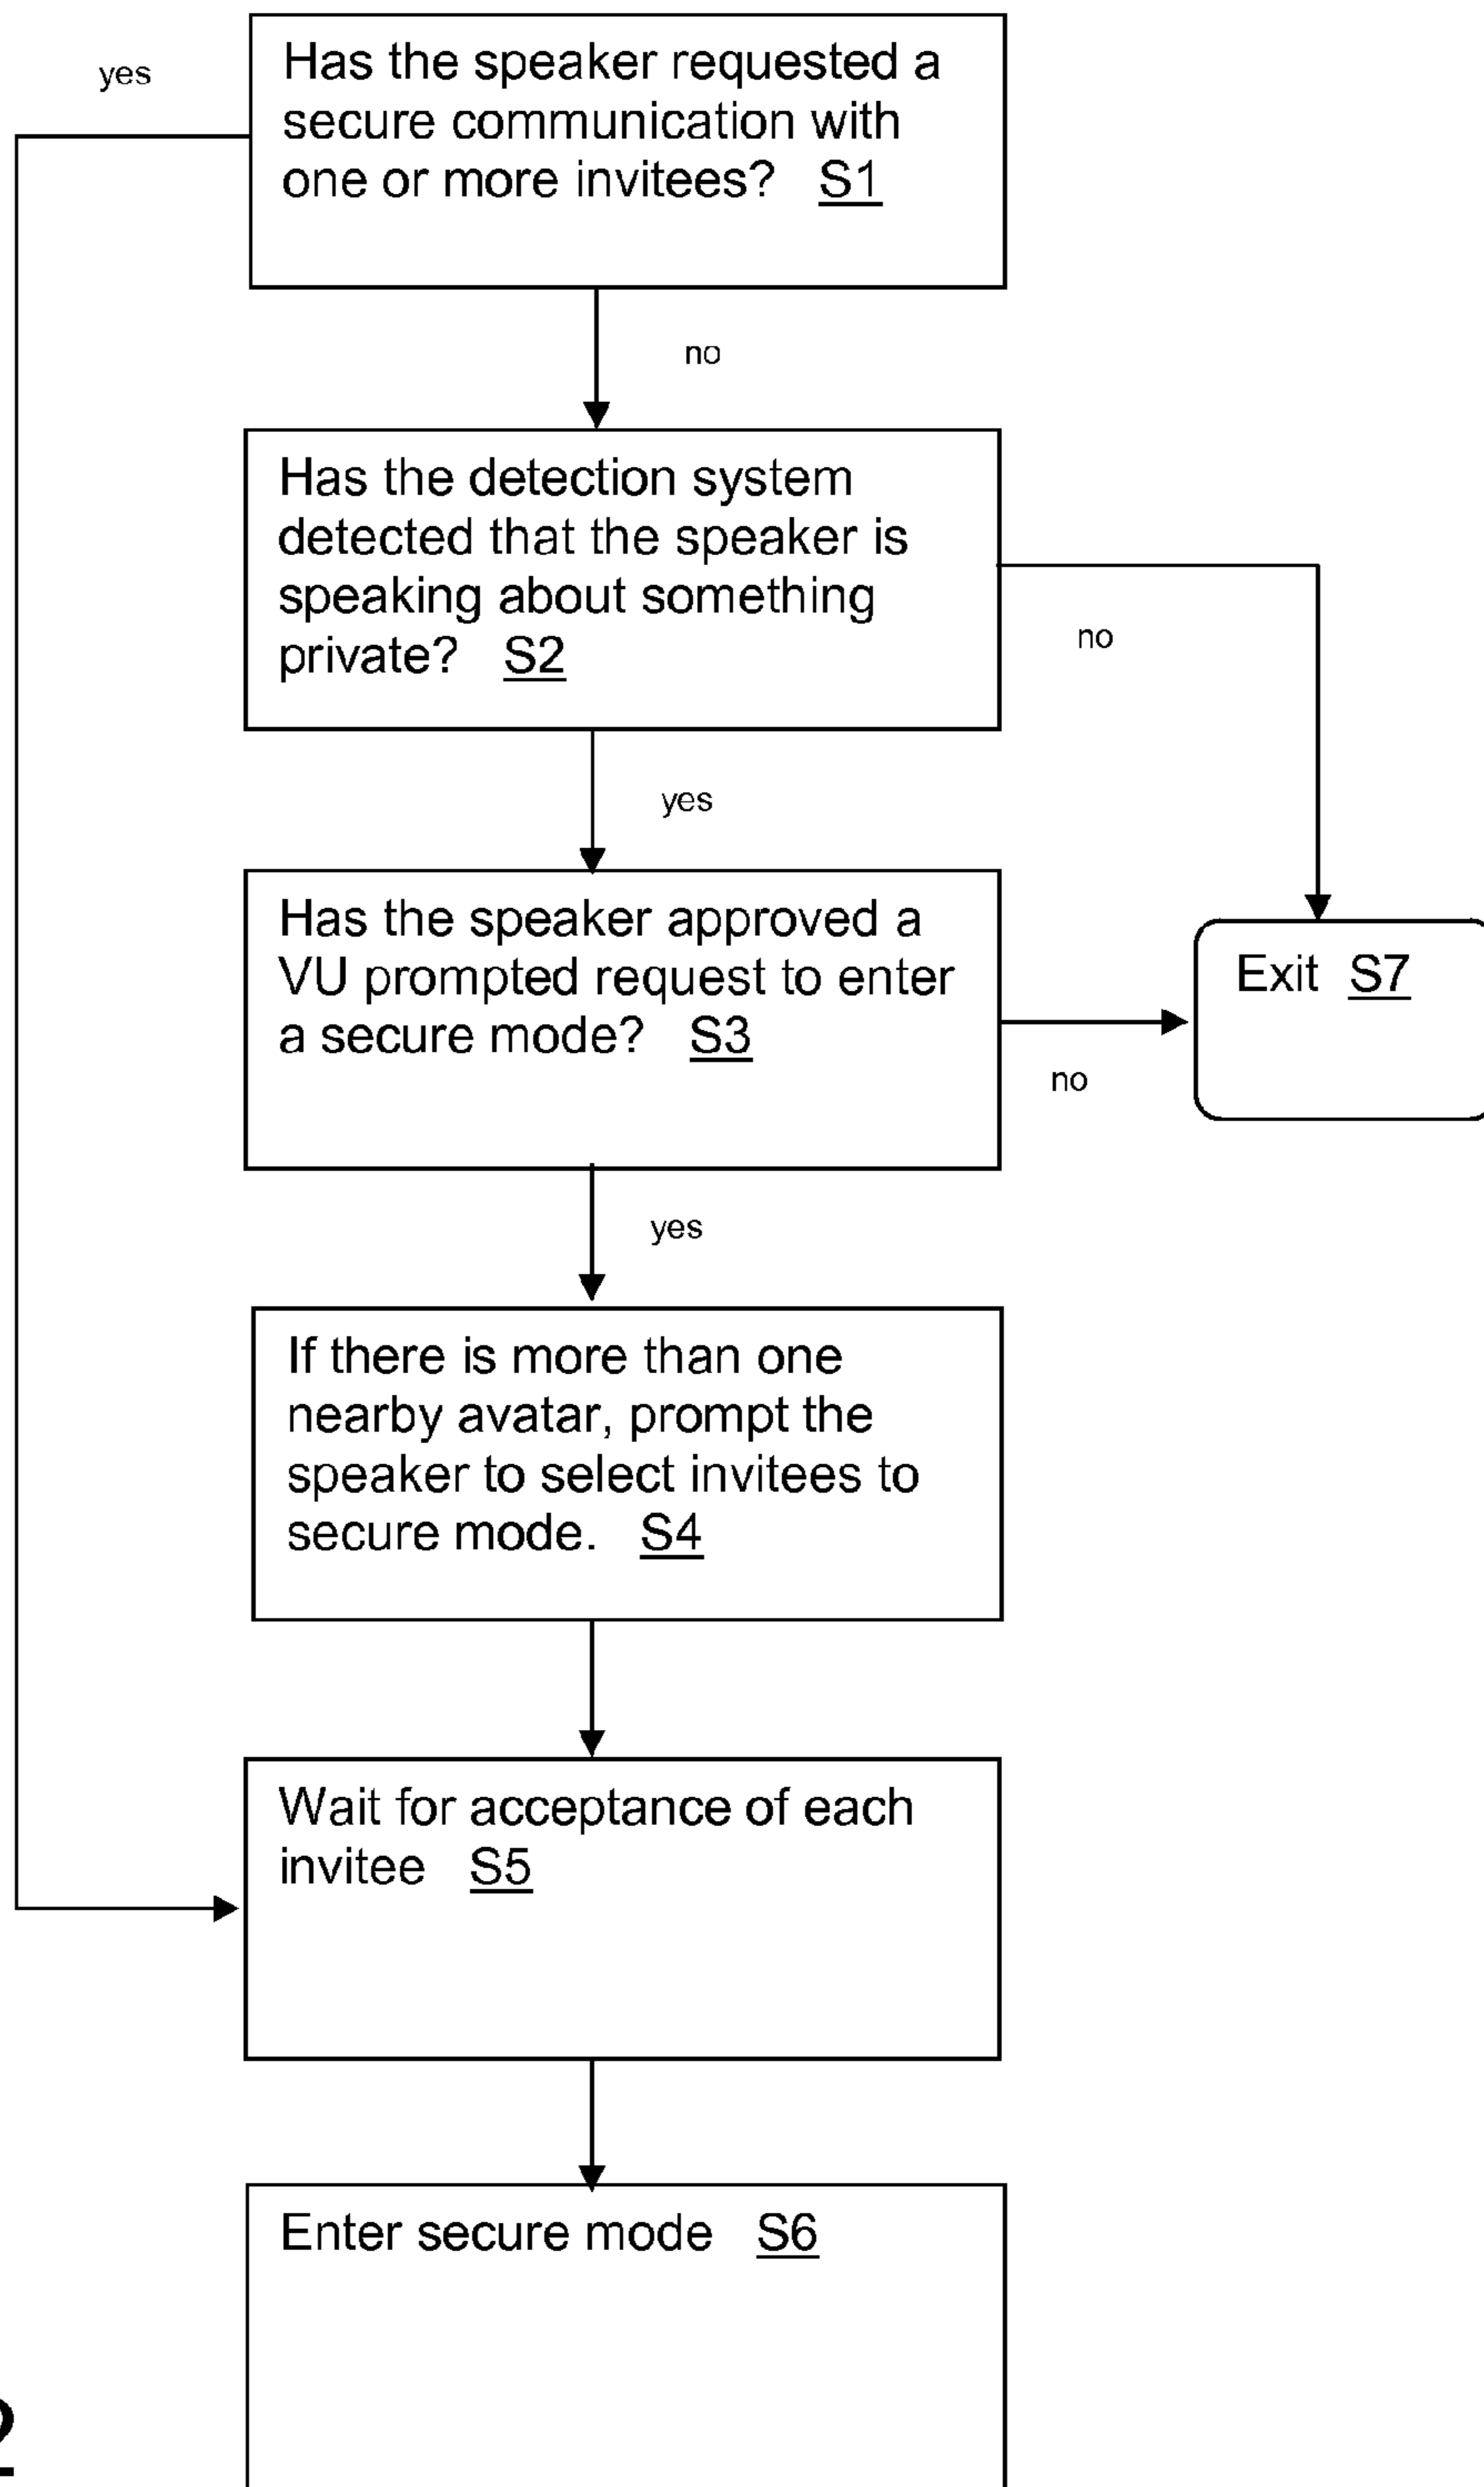 yes
Has the speaker requested a
secure communication with
one or more invitees? S1
no
Has the detection system
detected that the speaker is
speaking about something
private? S2
no
yes
Has the speaker approved a
VU prompted request to enter
a secure mode? S3
Exit S7
no
yes
If there is more than one
nearby avatar, prompt the
speaker to select invitees to
secure mode. S4
Wait for acceptance of each
invitee S5
Enter secure mode S6